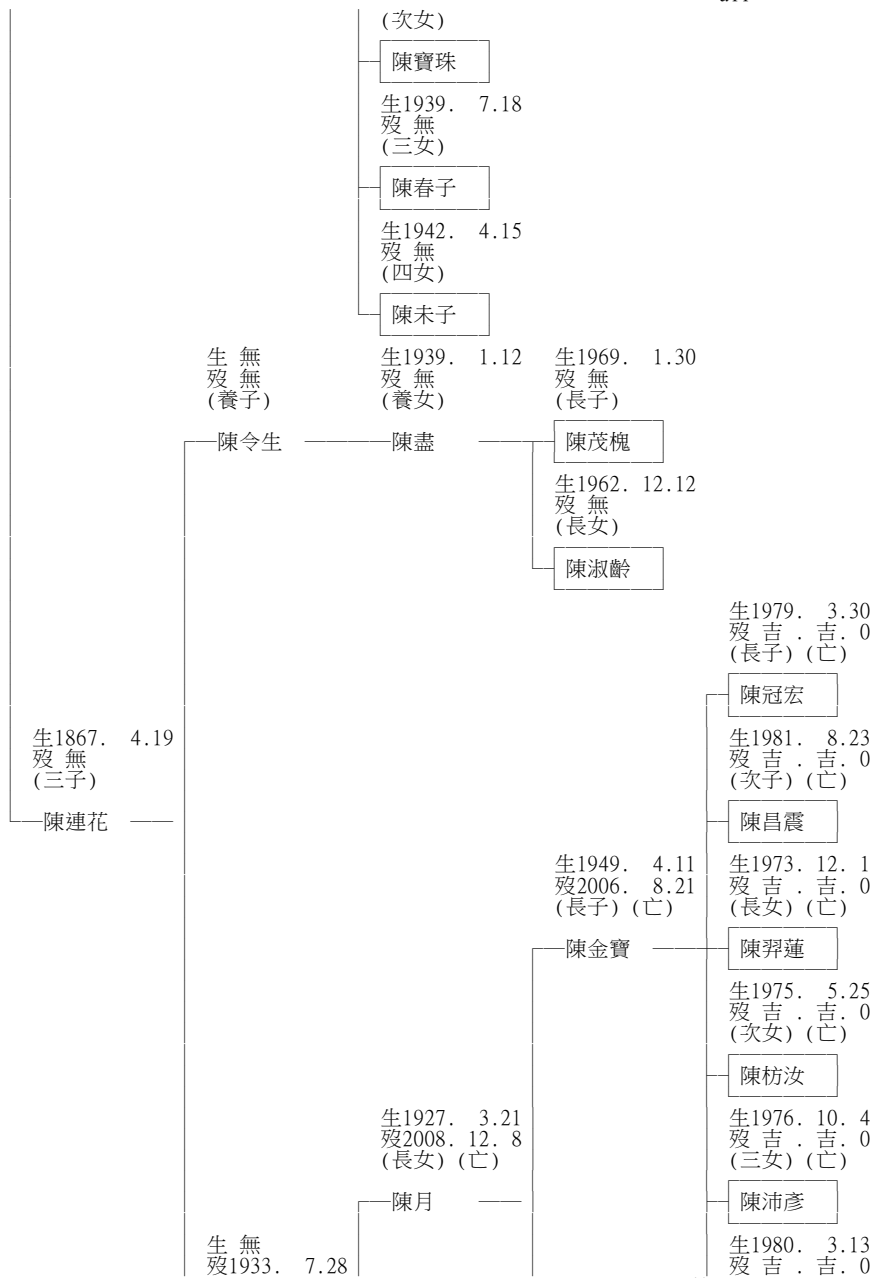 (次女)
陳寶珠
生1939. 7.18
歿 無
(三女)
陳春子
生1942. 4.15
歿 無
(四女)
陳未子
生 無 生1939. 1.12 生1969. 1.30
歿 無 歿 無 歿 無
(養子) (養女) (長子)
陳令生 陳盡 陳茂槐
生1962. 12.12
歿 無
(長女)
陳淑齡
生1979. 3.30
歿 吉 . 吉. 0
(長子) (亡)
陳冠宏
生1867. 4.19 生1981. 8.23
歿 無 歿 吉 . 吉. 0
(三子) (次子) (亡)
陳連花 陳昌震
生1949. 4.11 生1973. 12. 1
歿2006. 8.21 歿 吉 . 吉. 0
(長子) (亡) (長女) (亡)
陳金寶 陳羿蓮
生1975. 5.25
歿 吉 . 吉. 0
(次女) (亡)
陳枋汝
生1927. 3.21 生1976. 10. 4
歿2008. 12. 8 歿 吉 . 吉. 0
(長女) (亡) (三女) (亡)
陳月 陳沛彥
生 無 生1980. 3.13
歿1933. 7.28 歿 吉 . 吉. 0